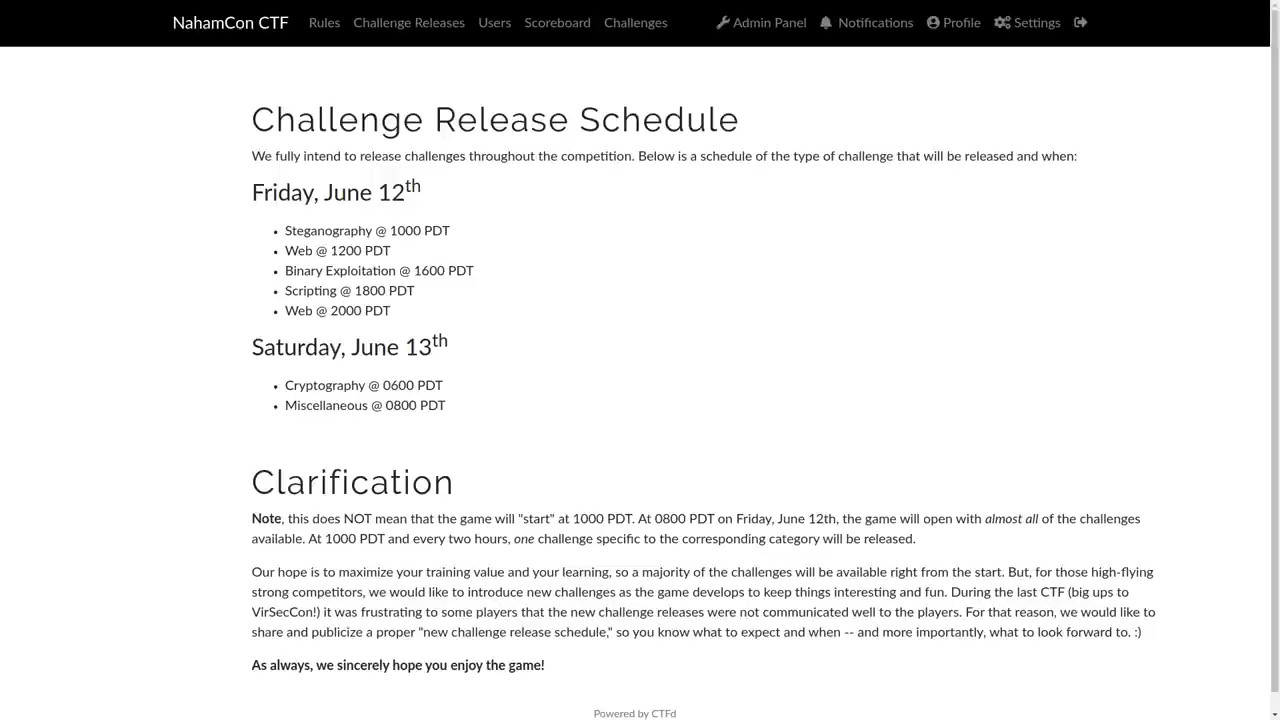 NahamCon CTF Rules Challenge Releases Users Scoreboard Challenges Admin Panel Notifications Profile Settings
Challenge Release Schedule
We fully intend to release challenges throughout the competition. Below is a schedule of the type of challenge that will be released and when:
Friday, June 12th
• Steganography @ 1000 PDT
• Web @ 1200 PDT
• Binary Exploitation @ 1600 PDT
• Scripting @ 1800 PDT
• Web @ 2000 PDT
Saturday, June 13th
• Cryptography @ 0600 PDT
• Miscellaneous @ 0800 PDT
Clarification
Note, this does NOT mean that the game will "start" at 1000 PDT. At 0800 PDT on Friday, June 12th, the game will open with almost all of the challenges
available. At 1000 PDT and every two hours, one challenge specific to the corresponding category will be released.
Our hope is to maximize your training value and your learning, so a majority of the challenges will be available right from the start. But, for those high-flying
strong competitors, we would like to introduce new challenges as the game develops to keep things interesting and fun. During the last CTF (big ups to
VirSecCon!) it was frustrating to some players that the new challenge releases were not communicated well to the players. For that reason, we would like to
share and publicize a proper "new challenge release schedule," so you know what to expect and when -- and more importantly, what to look forward to. :)
As always, we sincerely hope you enjoy the game!
Powered by CTFd